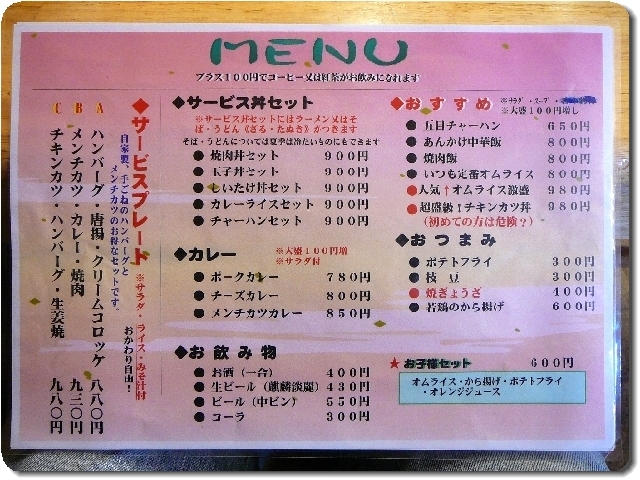 MENU
プラス100円でコーヒー又は紅茶がお飲みになれます
◆サービスプレート ※サラダ・ライス・みそ汁付
自家製、手ごねのハンバーグと
メンチカツのお得なセットです。
おかわり自由!
A ハンバーグ・唐揚・クリームコロッケ 八八〇円
B メンチカツ・カレー・焼肉 九三〇円
C チキンカツ・ハンバーグ・生姜焼 九八〇円
◆サービス丼セット
※サービス丼セットにはラーメン又はそ
ば・うどん《ざる・たぬき》がつきます
そば・うどんについては夏季は冷たいものにもできます
● 焼肉丼セット 900円
● 玉子丼セット 900円
● しいたけ丼セット 900円
● カレーライスセット 900円
● チャーハンセット 900円
◆カレー ※大盛100円増
※サラダ付
● ポークカレー 780円
● チーズカレー 800円
● メンチカツカレー 850円
◆お飲み物
● お酒(一合) 400円
● 生ビール(麒麟淡麗) 430円
● ビール(中ビン) 550円
● コーラ 300円
◆おすすめ ※サラダ・スープ・
※大盛100円増し
● 五目チャーハン 650円
● あんかけ中華飯 800円
● 焼肉飯 800円
● いつも定番オムライス 800円
● 人気↑オムライス激盛 980円
● 超盛級!チキンカツ丼 980円
(初めての方は危険?)
◆おつまみ
● ポテトフライ 300円
● 枝豆 300円
● 焼ぎょうざ 400円
● 若鶏のから揚げ 600円
★ お子様セット 600円
オムライス・から揚げ・ポテトフライ
・オレンジジュース